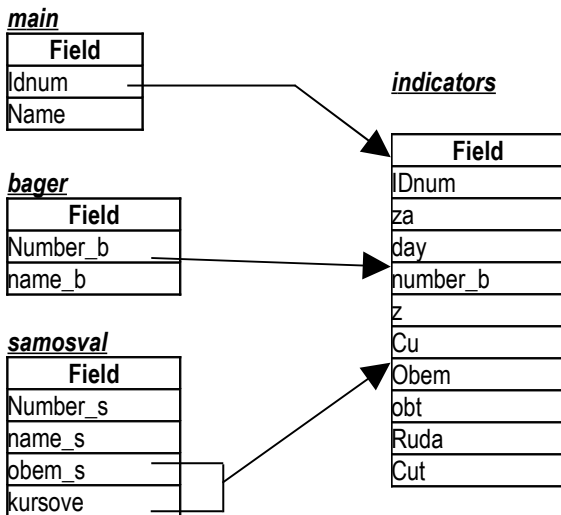 main
Field
Idnum
Name
bager
Field
Number_b
name_b
samosval
Field
Number_s
name_s
obem_s
kursove
indicators
Field
IDnum
za
day
number_b
z
Cu
Obem
obt
Ruda
Cut